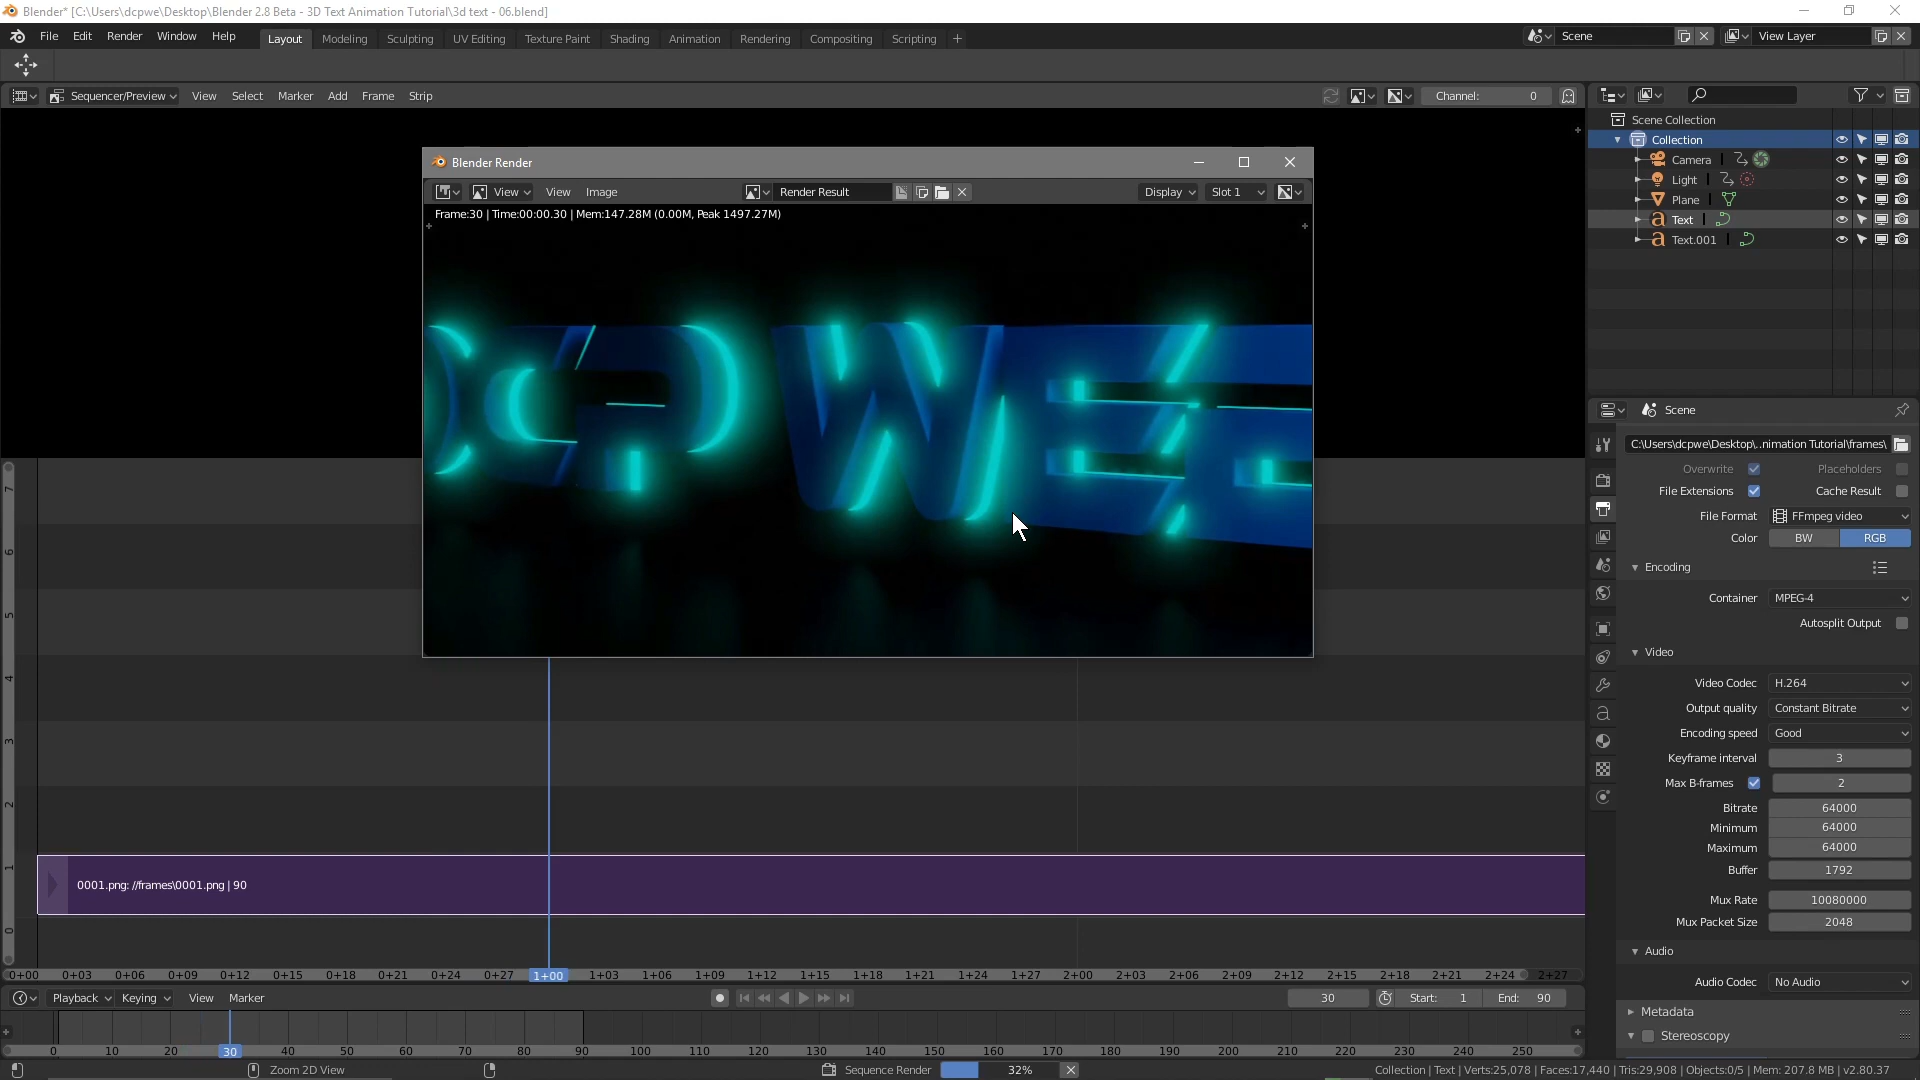 Blender* [C:\Users\dcpwe\Desktop\Blender 2.8 Beta - 3D Text Animation Tutorial\3d text - 06.blend]
File Edit Render Window Help Layout Modeling Sculpting UV Editing Texture Paint Shading Animation Rendering Compositing Scripting + Scene View Layer
Sequencer/Preview View Select Marker Add Frame Strip Channel: 0
Scene Collection
Collection
Camera
Light
Plane
Text
Text.001
Blender Render
View View Image Render Result Display Slot 1
Frame:30 | Time:00:00.30 | Mem:147.28M (0.00M, Peak 1497.27M)
Scene
C:\Users\dcpwe\Desktop\..nimation Tutorial\frames\
Overwrite Placeholders
File Extensions Cache Result
File Format FFmpeg video
Color BW RGB
Encoding
Container MPEG-4
Autosplit Output
Video
Video Codec H.264
Output quality Constant Bitrate
Encoding speed Good
Keyframe interval 3
Max B-frames 2
Bitrate 64000
Minimum 64000
Maximum 64000
Buffer 1792
Mux Rate 10080000
Mux Packet Size 2048
Audio
Audio Codec No Audio
Metadata
Stereoscopy
7
6
5
4
3
2
1
0
0001.png: //frames\0001.png | 90
0+00 0+03 0+06 0+09 0+12 0+15 0+18 0+21 0+24 0+27 1+00 1+03 1+06 1+09 1+12 1+15 1+18 1+21 1+24 1+27 2+00 2+03 2+06 2+09 2+12 2+15 2+18 2+21 2+24 2+27
Playback Keying View Marker 30 Start: 1 End: 90
0 10 20 30 40 50 60 70 80 90 100 110 120 130 140 150 160 170 180 190 200 210 220 230 240 250
Zoom 2D View Sequence Render 32% Collection | Text | Verts:25,078 | Faces:17,440 | Tris:29,908 | Objects:0/5 | Mem: 207.8 MB | v2.80.37